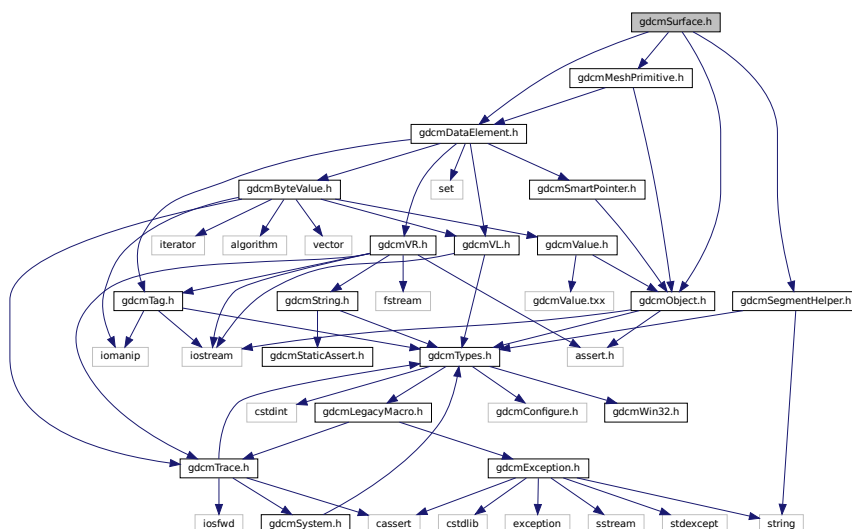 gdcmSurface.h
gdcmMeshPrimitive.h
gdcmDataElement.h
gdcmByteValue.h
set
gdcmSmartPointer.h
iterator
algorithm
vector
gdcmVR.h
gdcmVL.h
gdcmValue.h
gdcmTag.h
gdcmString.h
fstream
gdcmValue.txx
gdcmObject.h
gdcmSegmentHelper.h
iomanip
iostream
gdcmStaticAssert.h
gdcmTypes.h
assert.h
cstdint
gdcmLegacyMacro.h
gdcmConfigure.h
gdcmWin32.h
gdcmTrace.h
gdcmException.h
iosfwd
gdcmSystem.h
cassert
cstdlib
exception
sstream
stdexcept
string